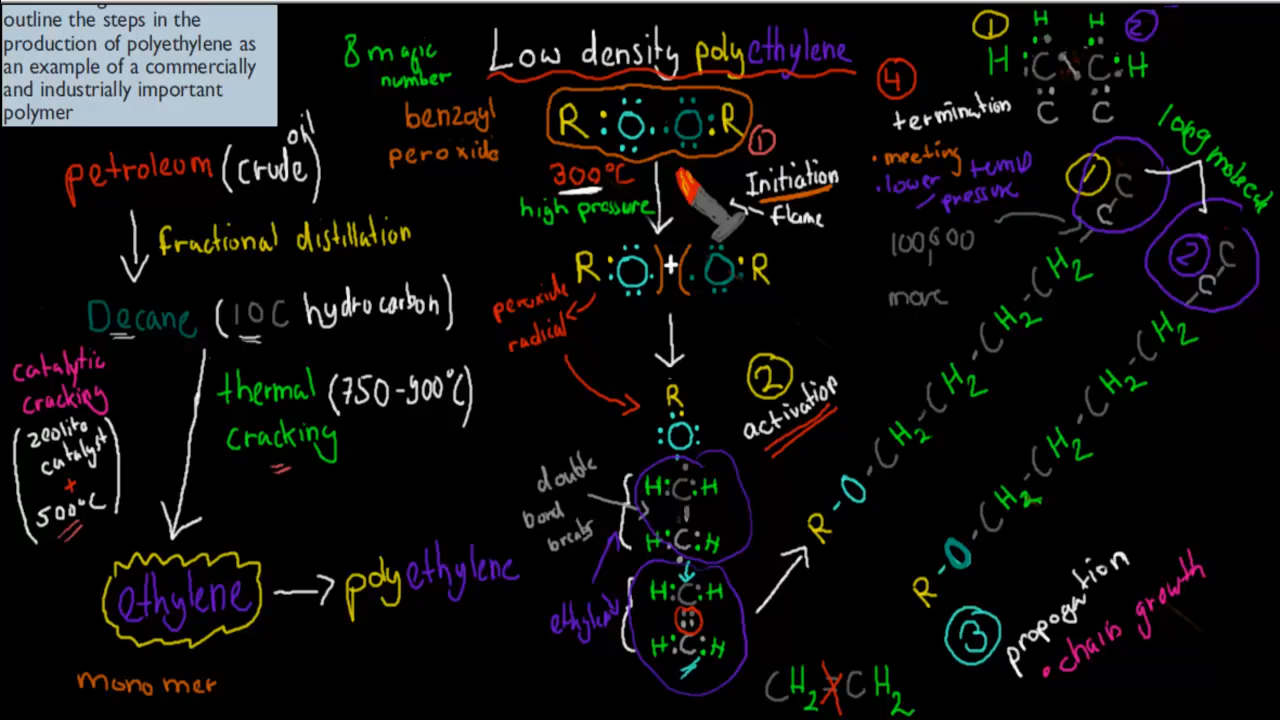 outline the steps in the
production of polyethylene as
an example of a commercially
and industrially important
polymer
petroleum (crude oil)
fractional distillation
Decane (10C hydrocarbon)
catalytic
cracking
(zeolite
catalyst
+
500°C)
thermal (750-900°C)
cracking
ethylene → polyethylene
monomer
8 magic
number
Low density polyethylene
benzoyl
peroxide
R : O .. O : R
1
300°C
high pressure
Initiation
flame
R : O ) + ( . O : R
peroxide
radical
2
activation
R
: O :
double
bond
breaks
H : C : H
H : C : H
ethylene
H : C : H
H : C : H
CH2=CH2
3
propogation
• chain growth
R-O-CH2-CH2-CH2-CH2
R-O-CH2-CH2-CH2-CH2
4
termination
• meeting
• lower temp
/ pressure
100,000
more
1
H H
2
H : C C : H
C C
1
C
C
long molecule
2
C
C